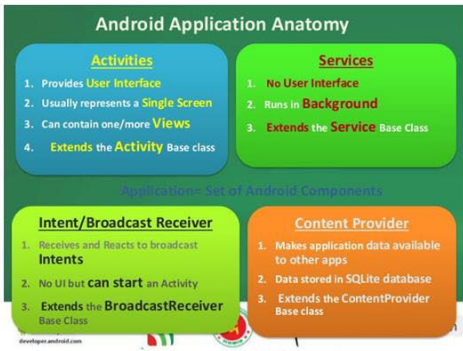 Android Application Anatomy
Activities
1. Provides User Interface
2. Usually represents a Single Screen
3. Can contain one/more Views
4. Extends the Activity Base class
Services
1. No User Interface
2. Runs in Background
3. Extends the Service Base Class
Application= Set of Android Components
Intent/Broadcast Receiver
1. Receives and Reacts to broadcast
Intents
2. No UI but can start an Activity
3. Extends the BroadcastReceiver
Base Class
Content Provider
1. Makes application data available
to other apps
2. Data stored in SQLite database
3. Extends the ContentProvider
Base class
developer.android.com